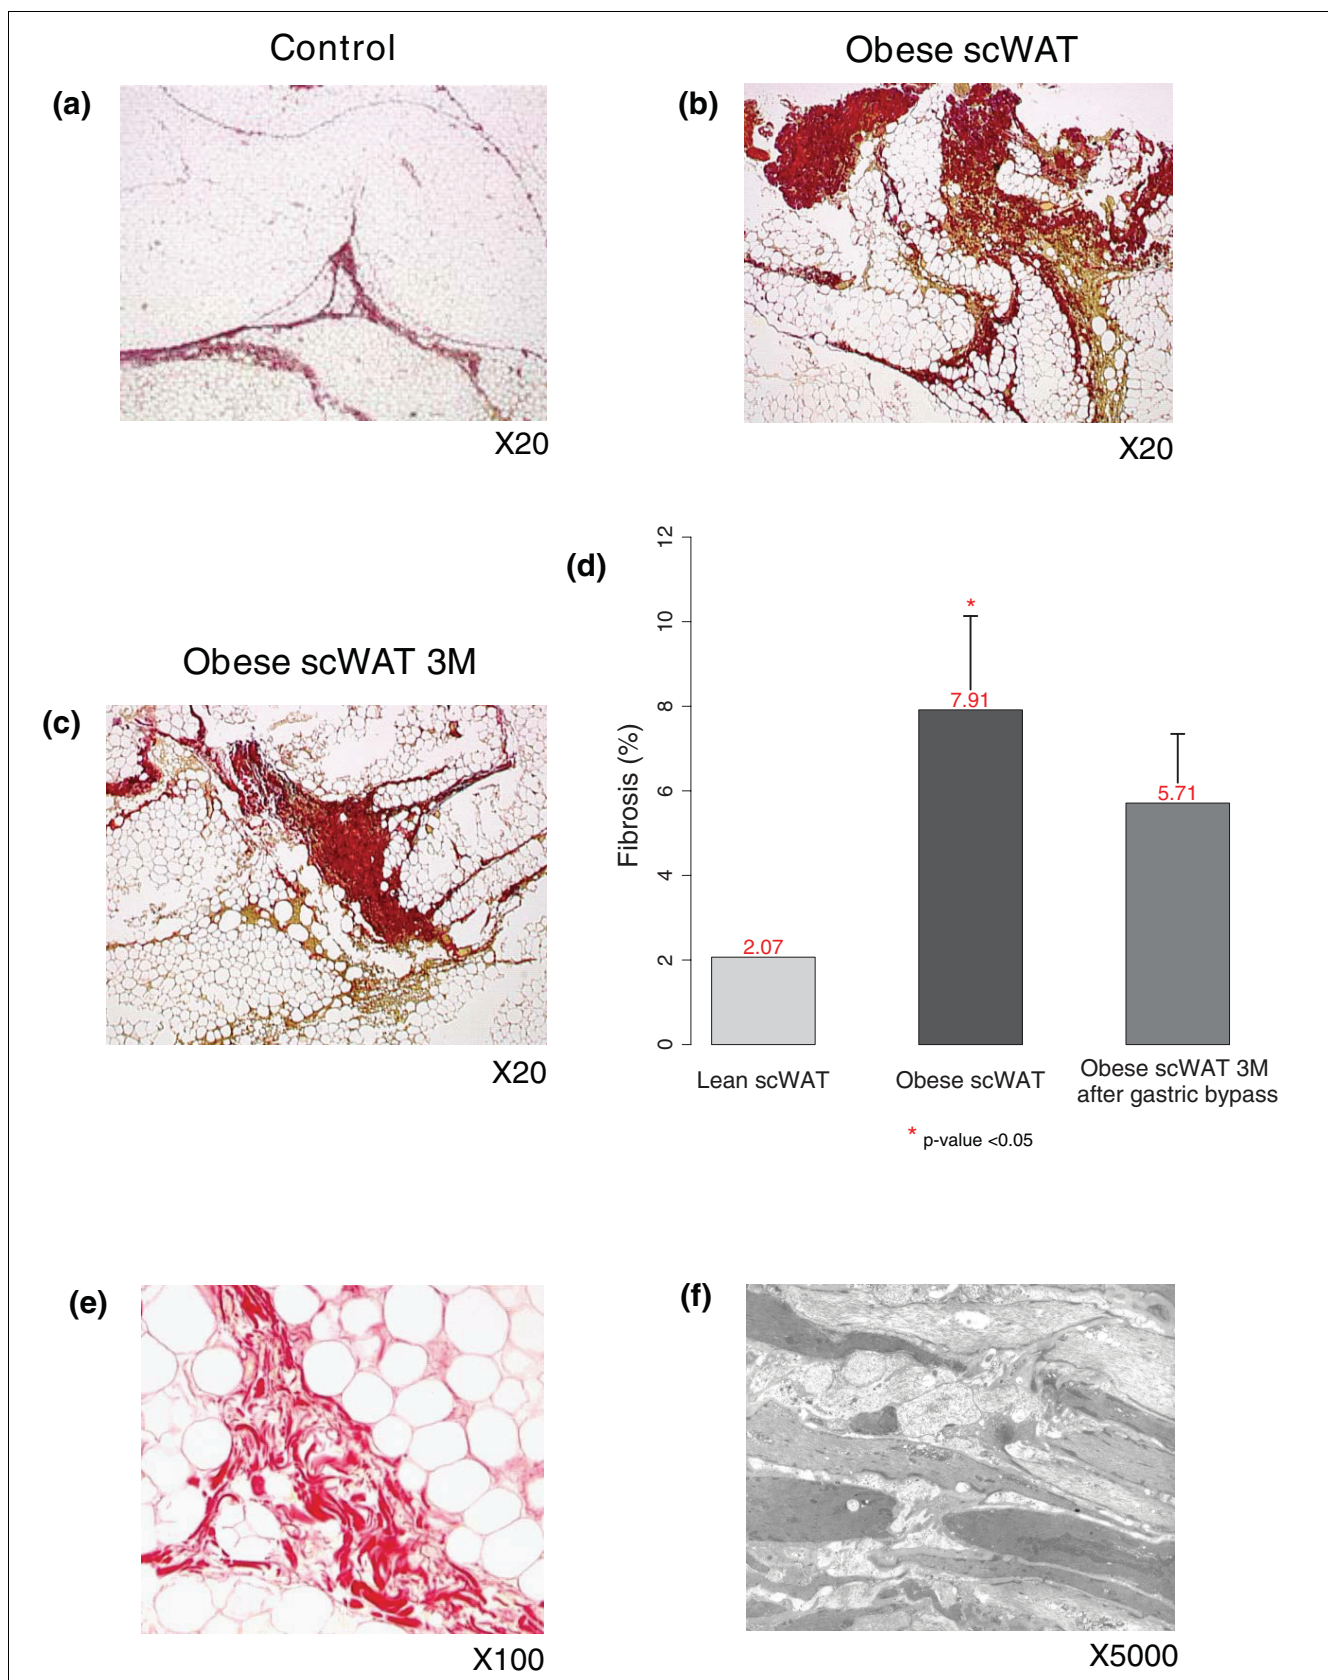 Control
Obese scWAT
(a)
(b)
X20
X20
(d)
12
10
8
6
4
2
0
Fibrosis (%)
*
7.91
5.71
2.07
Lean scWAT
Obese scWAT
Obese scWAT 3M
after gastric bypass
* p-value <0.05
Obese scWAT 3M
(c)
X20
(e)
(f)
X100
X5000